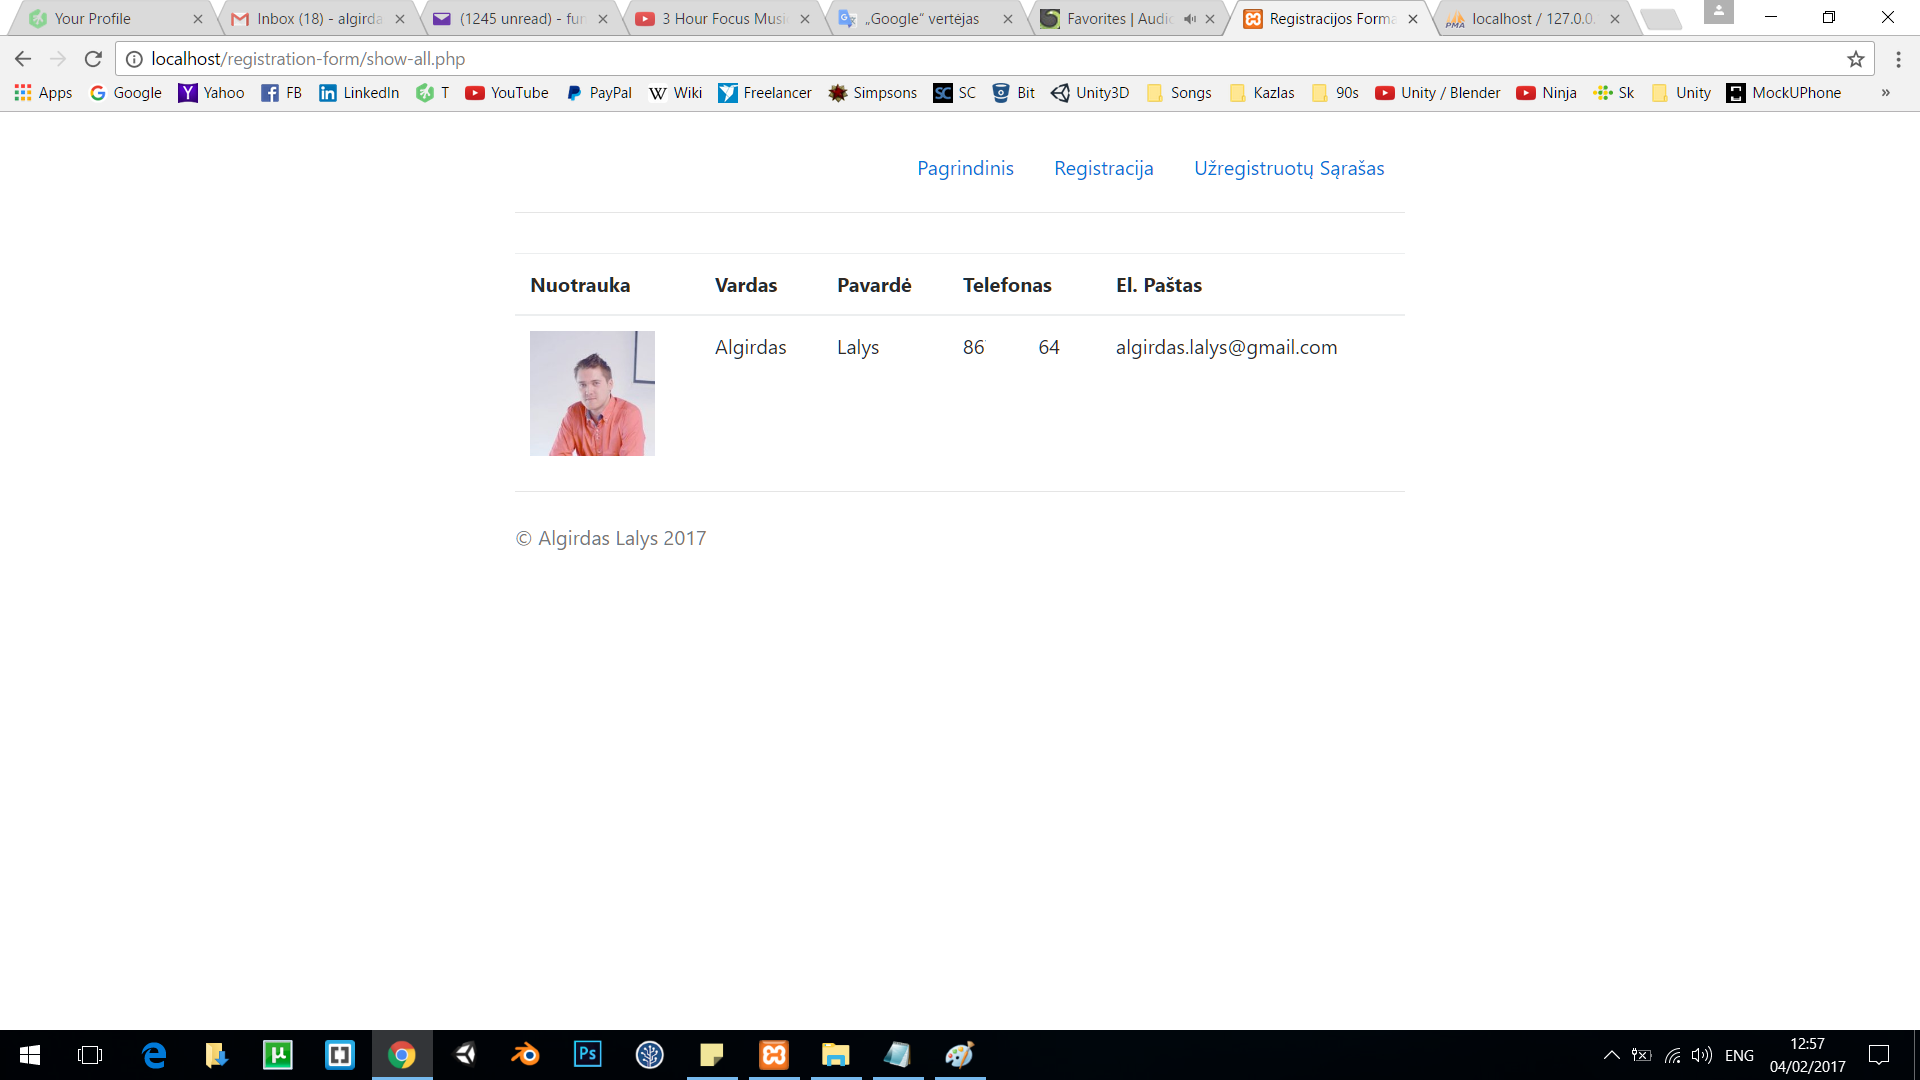 Your Profile
Inbox (18) - algirda
(1245 unread) - fun
3 Hour Focus Musi
„Google“ vertėjas
Favorites | Audio
Registracijos Forma
localhost / 127.0.0.
localhost/registration-form/show-all.php
Apps Google Yahoo FB LinkedIn T YouTube PayPal Wiki Freelancer Simpsons SC Bit Unity3D Songs Kazlas 90s Unity / Blender Ninja Sk Unity MockUPhone »
Pagrindinis Registracija Užregistruotų Sąrašas
Nuotrauka Vardas Pavardė Telefonas El. Paštas
Algirdas Lalys 86 64 algirdas.lalys@gmail.com
© Algirdas Lalys 2017
ENG
12:57
04/02/2017